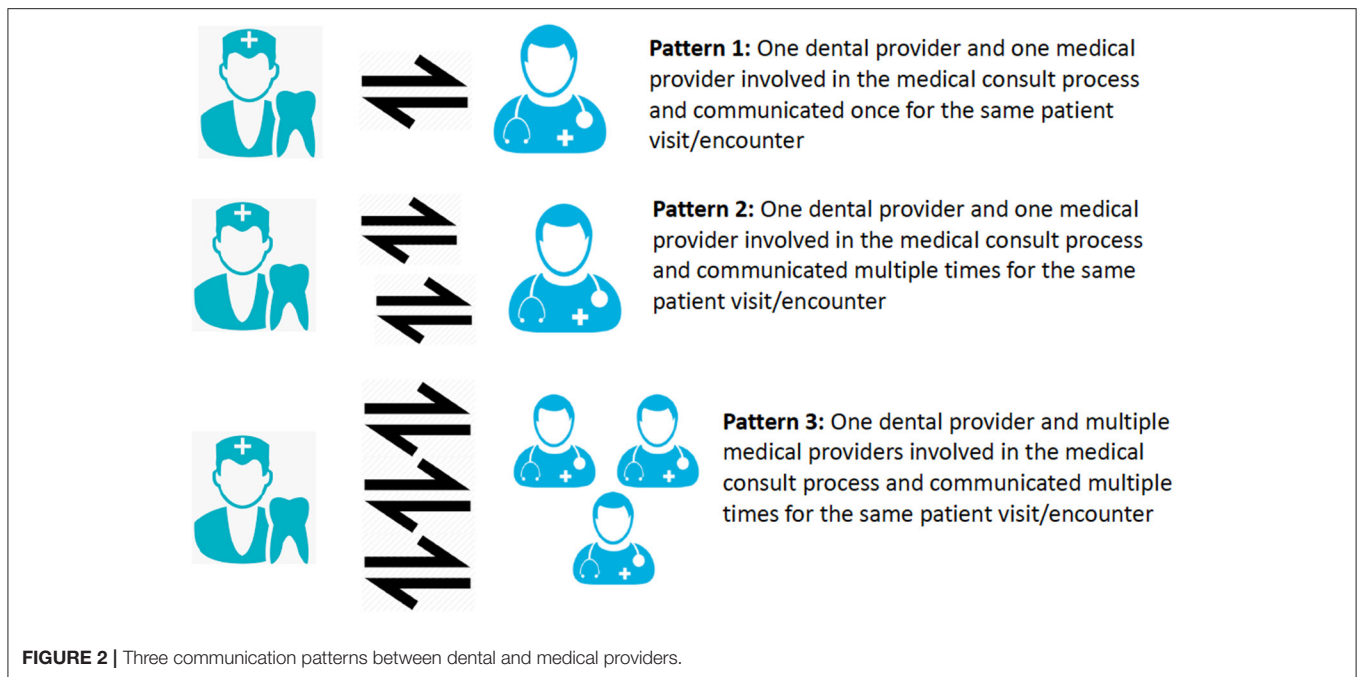 Pattern 1: One dental provider and one medical
provider involved in the medical consult process
and communicated once for the same patient
visit/encounter
Pattern 2: One dental provider and one medical
provider involved in the medical consult process
and communicated multiple times for the same
patient visit/encounter
Pattern 3: One dental provider and multiple
medical providers involved in the medical
consult process and communicated multiple
times for the same patient visit/encounter
FIGURE 2 | Three communication patterns between dental and medical providers.